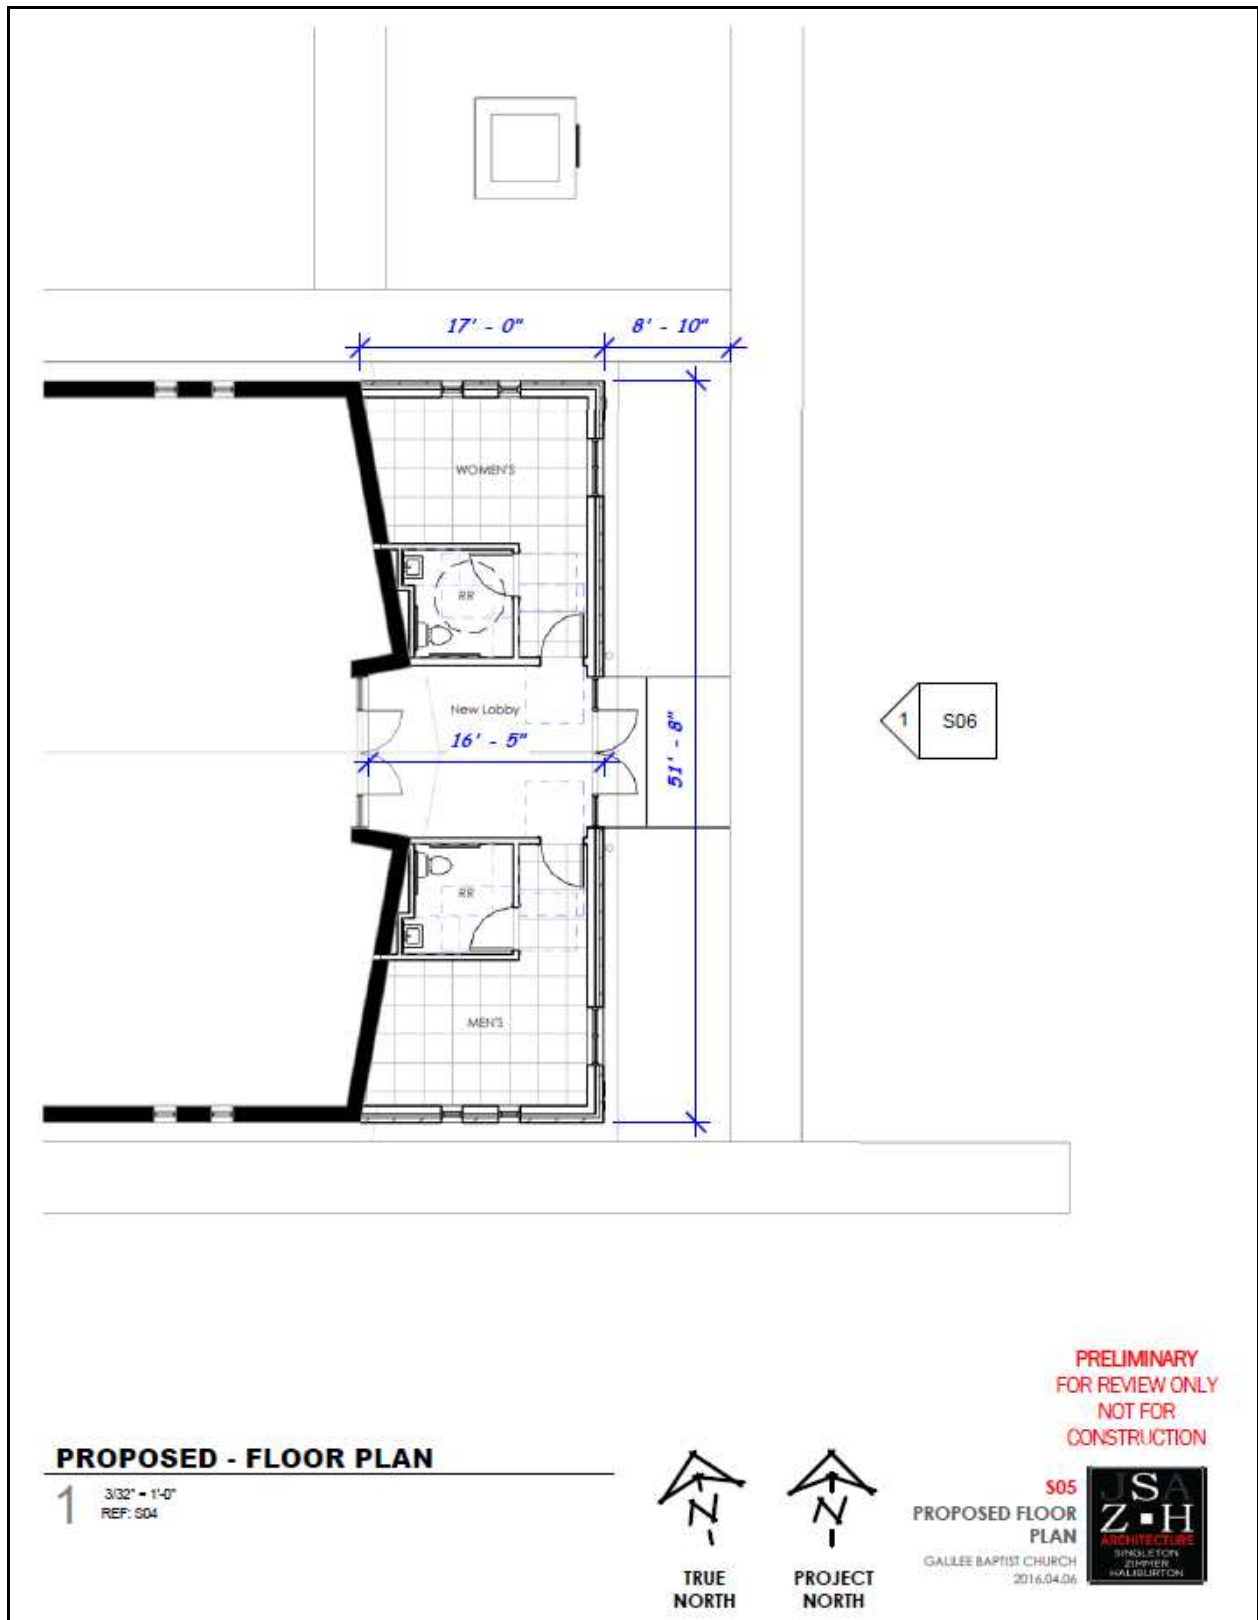 17' - 0"
8' - 10"
WOMEN'S
RR
New Lobby
16' - 5"
51' - 8"
1
S06
RR
MEN'S
PRELIMINARY
FOR REVIEW ONLY
NOT FOR
CONSTRUCTION
PROPOSED - FLOOR PLAN
1
3/32" = 1'-0"
REF: S04
N
TRUE
NORTH
N
PROJECT
NORTH
S05
PROPOSED FLOOR
PLAN
GALILEE BAPTIST CHURCH
2016.04.06
JSA
Z H
ARCHITECTURE
SINGLETON
ZIMMER
HALIBURTON